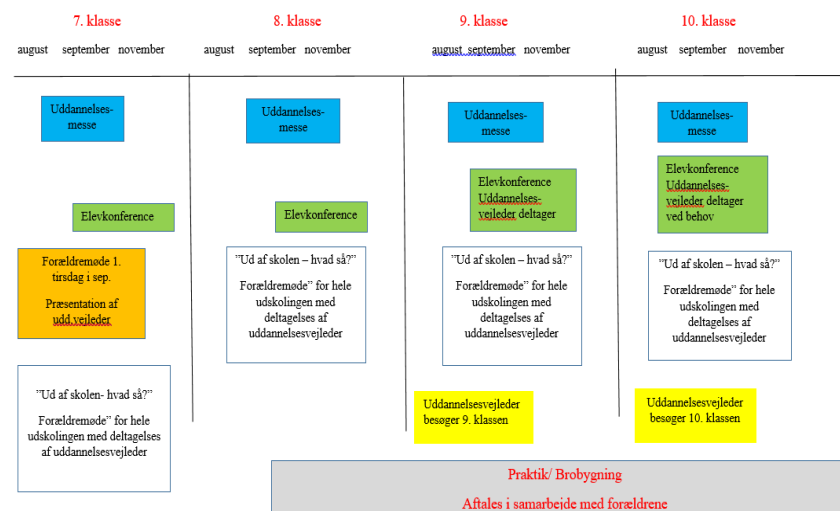 7. klasse
august september november
Uddannelses-
messe
Elevkonference
Forældremøde 1.
tirsdag i sep.
Præsentation af
udd.vejleder
”Ud af skolen- hvad så?”
Forældremøde” for hele
udskolingen med deltagelses
af uddannelsesvejleder
8. klasse
august september november
Uddannelses-
messe
Elevkonference
”Ud af skolen – hvad så?”
Forældremøde” for hele
udskolingen med
deltagelses af
uddannelsesvejleder
9. klasse
august september november
Uddannelses-
messe
Elevkonference
Uddannelses-
vejleder deltager
”Ud af skolen – hvad så?”
Forældremøde” for hele
udskolingen med
deltagelses af
uddannelsesvejleder
Uddannelsesvejleder
besøger 9. klassen
10. klasse
august september november
Uddannelses-
messe
Elevkonference
Uddannelses-
vejleder deltager
ved behov
”Ud af skolen – hvad så?”
Forældremøde” for hele
udskolingen med
deltagelses af
uddannelsesvejleder
Uddannelsesvejleder
besøger 10. klassen
Praktik/ Brobygning
Aftales i samarbejde med forældrene